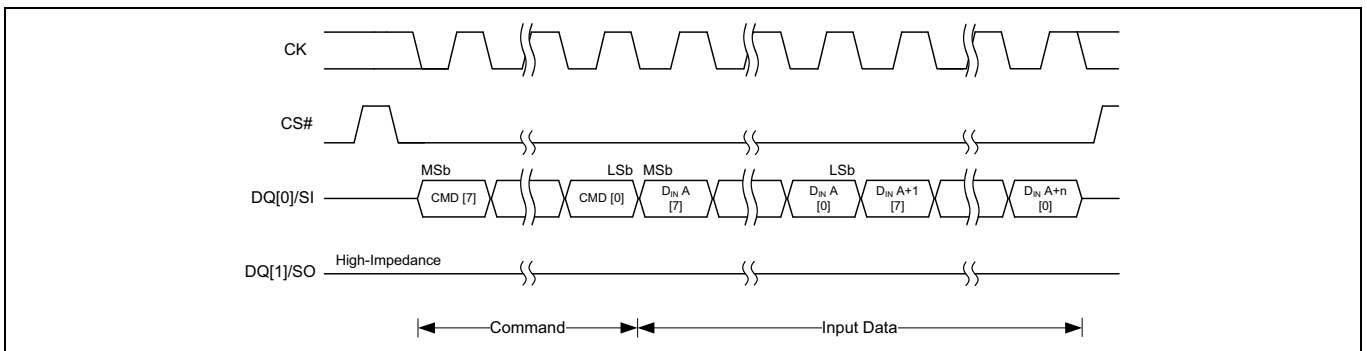 CK
CS#
MSb LSb MSb LSb
DQ[0]/SI CMD [7] CMD [0] DIN A [7] DIN A [0] DIN A+1 [7] DIN A+n [0]
High-Impedance
DQ[1]/SO
Command Input Data